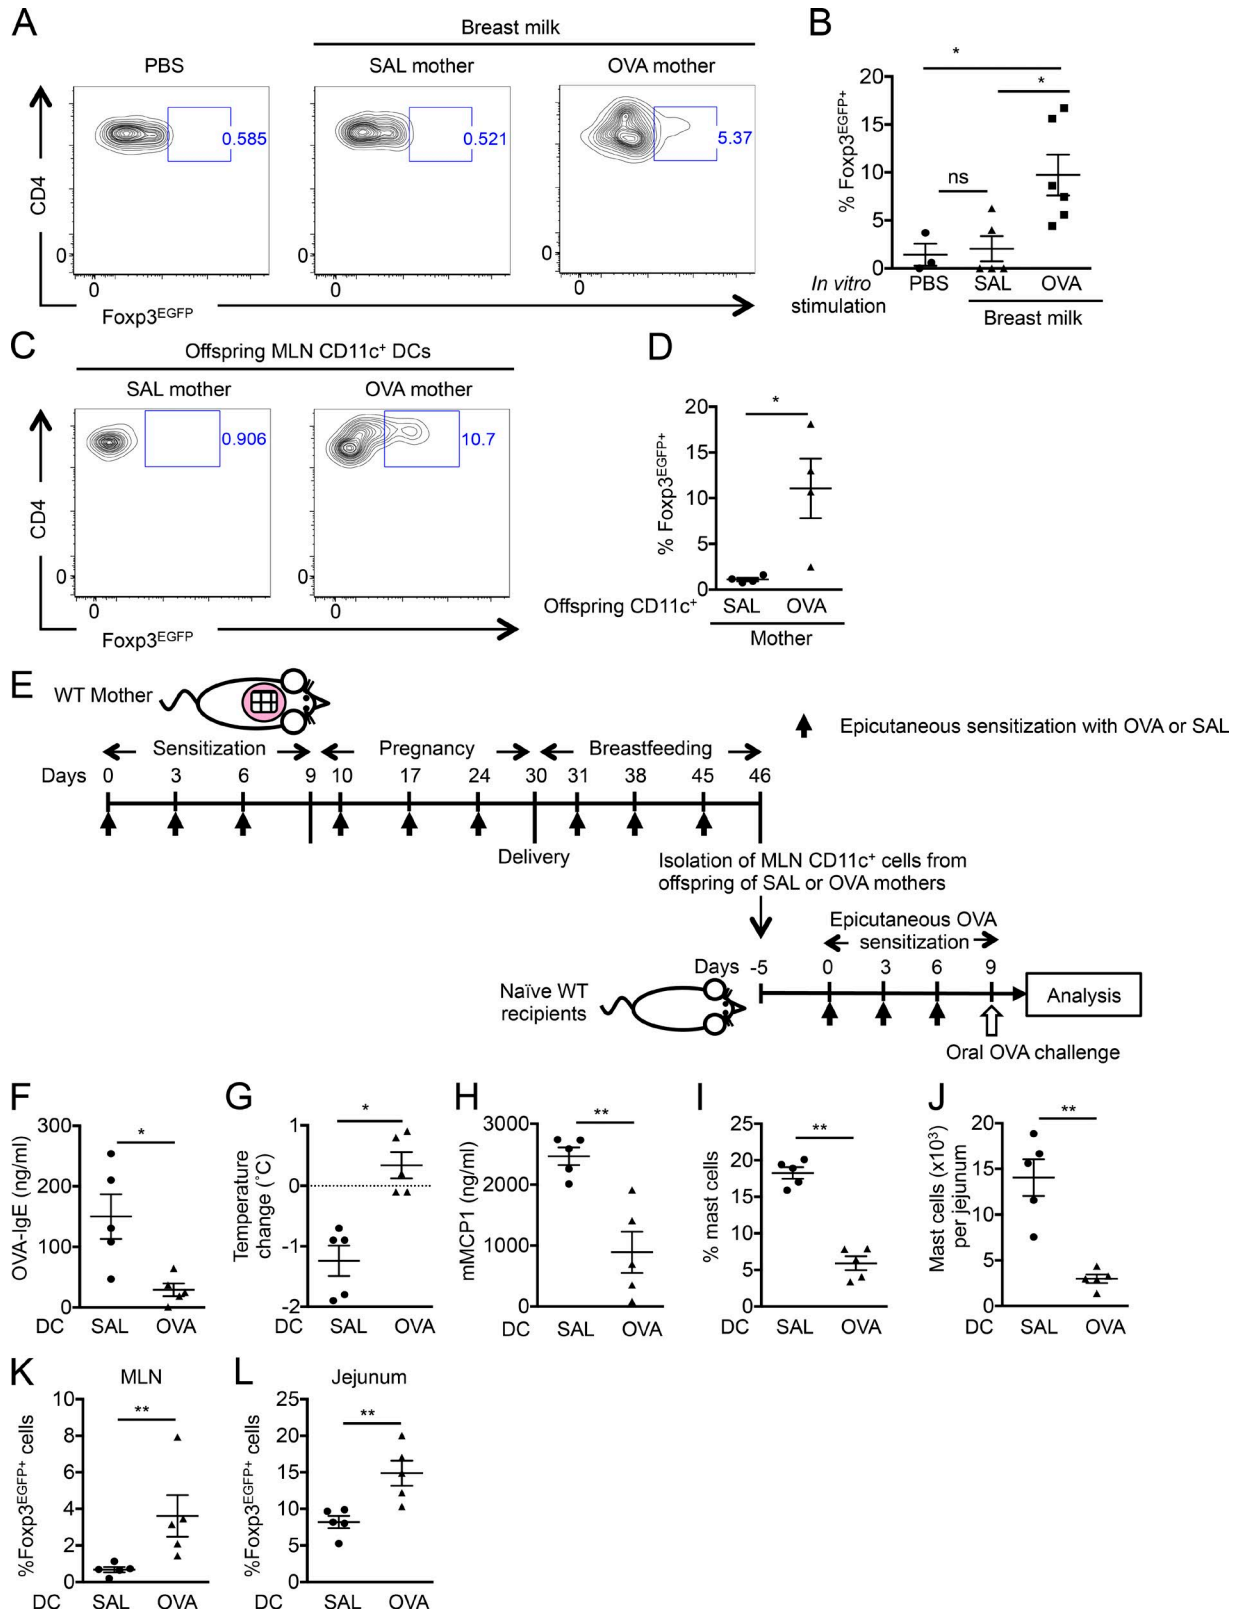 A
Breast milk
PBS
SAL mother
OVA mother
CD4
0.585
0.521
5.37
0
0
0
0
0
0
Foxp3EGFP
B
*
*
ns
% Foxp3EGFP+
20
15
10
5
0
In vitro
stimulation
PBS
SAL
OVA
Breast milk
C
Offspring MLN CD11c+ DCs
SAL mother
OVA mother
CD4
0.906
10.7
0
0
0
0
Foxp3EGFP
D
*
% Foxp3EGFP+
20
15
10
5
0
Offspring CD11c+
SAL
OVA
Mother
E
WT Mother
Epicutaneous sensitization with OVA or SAL
Sensitization
Pregnancy
Breastfeeding
Days 0 3 6 9 10 17 24 30 31 38 45 46
Delivery
Isolation of MLN CD11c+ cells from
offspring of SAL or OVA mothers
Epicutaneous OVA
sensitization
Days -5 0 3 6 9
Naïve WT
recipients
Analysis
Oral OVA challenge
F
*
OVA-IgE (ng/ml)
300
200
100
0
DC SAL OVA
G
*
Temperature
change (˚C)
1
0
-1
-2
DC SAL OVA
H
**
mMCP1 (ng/ml)
3000
2000
1000
0
DC SAL OVA
I
**
% mast cells
25
20
15
10
5
0
DC SAL OVA
J
**
Mast cells (x10³)
per jejunum
20
15
10
5
0
DC SAL OVA
K
MLN
**
%Foxp3EGFP+ cells
10
8
6
4
2
0
DC SAL OVA
L
Jejunum
**
%Foxp3EGFP+ cells
25
20
15
10
5
0
DC SAL OVA